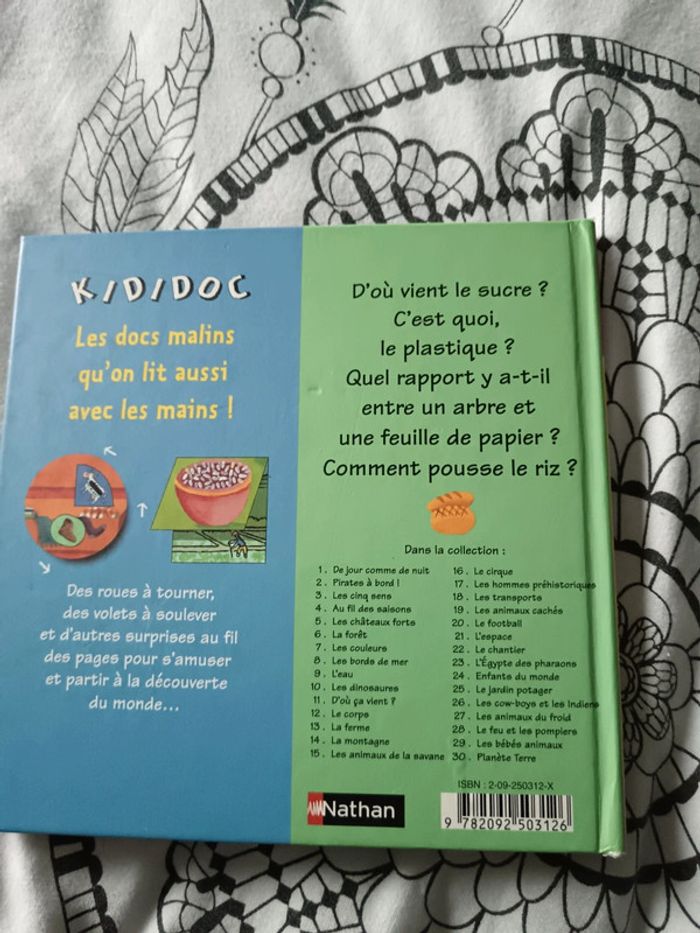 KIDIDOC
Les docs malins
qu'on lit aussi
avec les mains !
Des roues à tourner,
des volets à soulever
et d'autres surprises au fil
des pages pour s'amuser
et partir à la découverte
du monde...
D'où vient le sucre ?
C'est quoi,
le plastique ?
Quel rapport y a-t-il
entre un arbre et
une feuille de papier ?
Comment pousse le riz ?
Dans la collection :
1 . De jour comme de nuit
2 . Pirates à bord !
3 . Les cinq sens
4 . Au fil des saisons
5 . Les châteaux forts
6 . La forêt
7 . Les couleurs
8 . Les bords de mer
9 . L'eau
10 . Les dinosaures
11 . D'où ça vient ?
12 . Le corps
13 . La ferme
14 . La montagne
15 . Les animaux de la savane
16 . Le cirque
17 . Les hommes préhistoriques
18 . Les transports
19 . Les animaux cachés
20 . Le football
21 . L'espace
22 . Le chantier
23 . L'Égypte des pharaons
24 . Enfants du monde
25 . Le jardin potager
26 . Les cow-boys et les Indiens
27 . Les animaux du froid
28 . Le feu et les pompiers
29 . Les bébés animaux
30 . Planète Terre
Nathan
ISBN : 2-09-250312-X
9 782092 503126